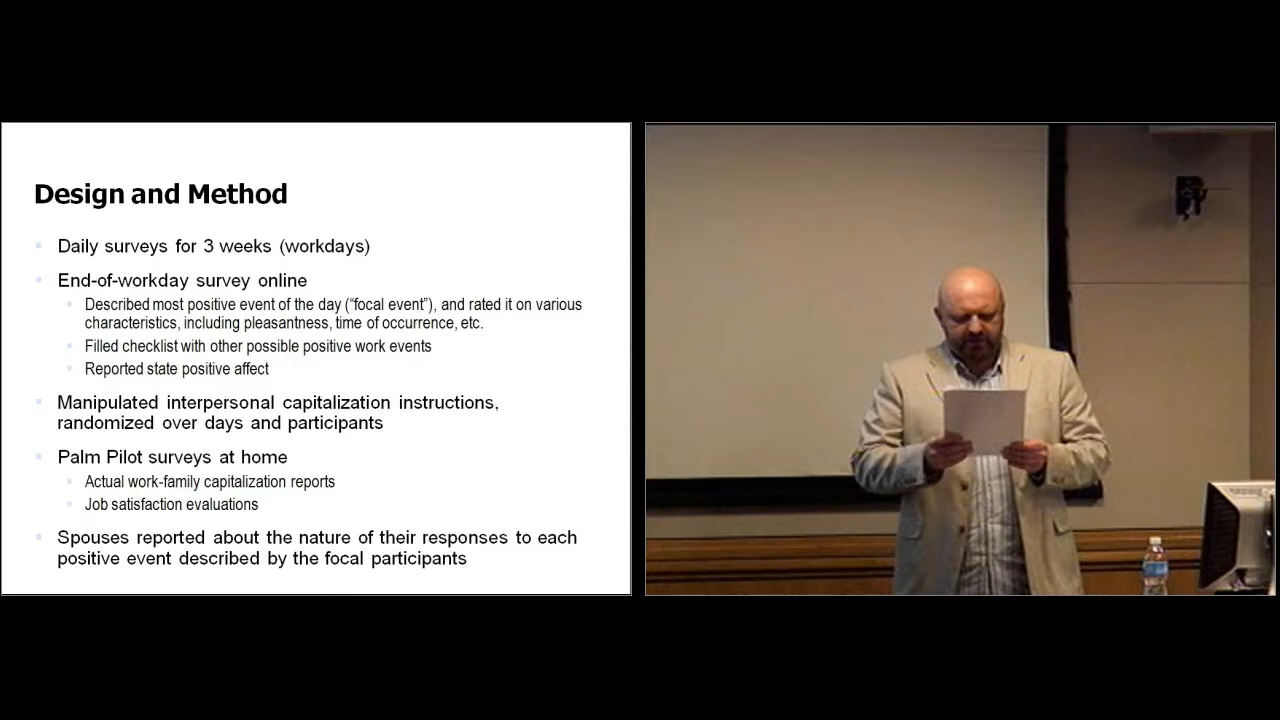 Design and Method
Daily surveys for 3 weeks (workdays)
End-of-workday survey online
Described most positive event of the day (“focal event”), and rated it on various
characteristics, including pleasantness, time of occurrence, etc.
Filled checklist with other possible positive work events
Reported state positive affect
Manipulated interpersonal capitalization instructions,
randomized over days and participants
Palm Pilot surveys at home
Actual work-family capitalization reports
Job satisfaction evaluations
Spouses reported about the nature of their responses to each
positive event described by the focal participants